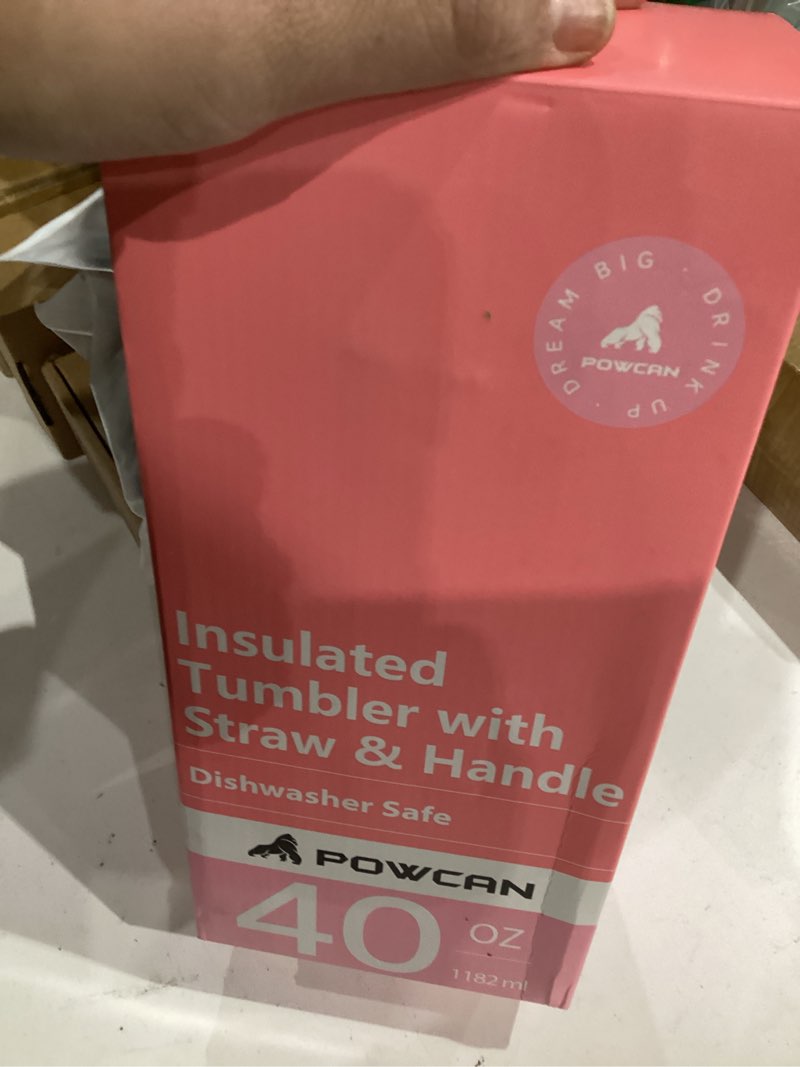 DREAM BIG · DRINK UP ·
POWCAN
Insulated
Tumbler with
Straw & Handle
Dishwasher Safe
POWCAN
40 OZ
1182ml